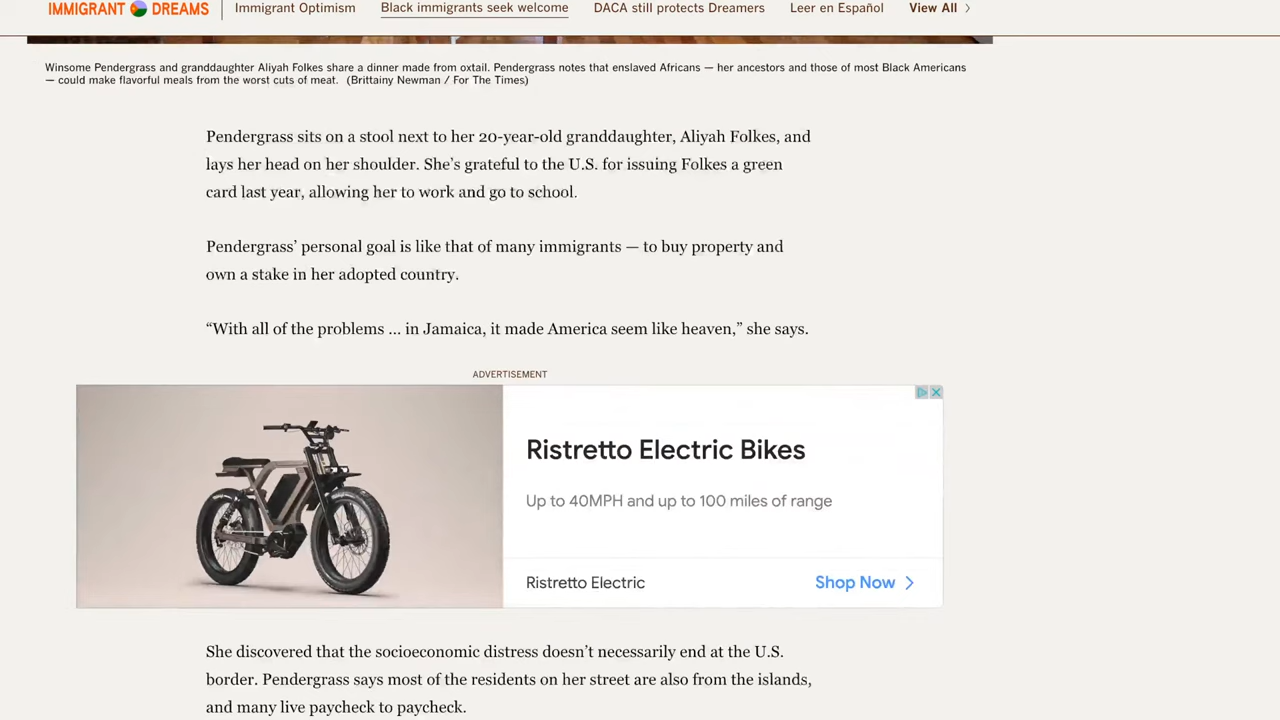 IMMIGRANT DREAMS
Immigrant Optimism
Black immigrants seek welcome
DACA still protects Dreamers
Leer en Español
View All
Winsome Pendergrass and granddaughter Aliyah Folkes share a dinner made from oxtail. Pendergrass notes that enslaved Africans — her ancestors and those of most Black Americans
— could make flavorful meals from the worst cuts of meat. (Brittainy Newman / For The Times)
Pendergrass sits on a stool next to her 20-year-old granddaughter, Aliyah Folkes, and
lays her head on her shoulder. She’s grateful to the U.S. for issuing Folkes a green
card last year, allowing her to work and go to school.
Pendergrass’ personal goal is like that of many immigrants — to buy property and
own a stake in her adopted country.
“With all of the problems ... in Jamaica, it made America seem like heaven,” she says.
ADVERTISEMENT
Ristretto Electric Bikes
Up to 40MPH and up to 100 miles of range
Ristretto Electric
Shop Now
She discovered that the socioeconomic distress doesn’t necessarily end at the U.S.
border. Pendergrass says most of the residents on her street are also from the islands,
and many live paycheck to paycheck.